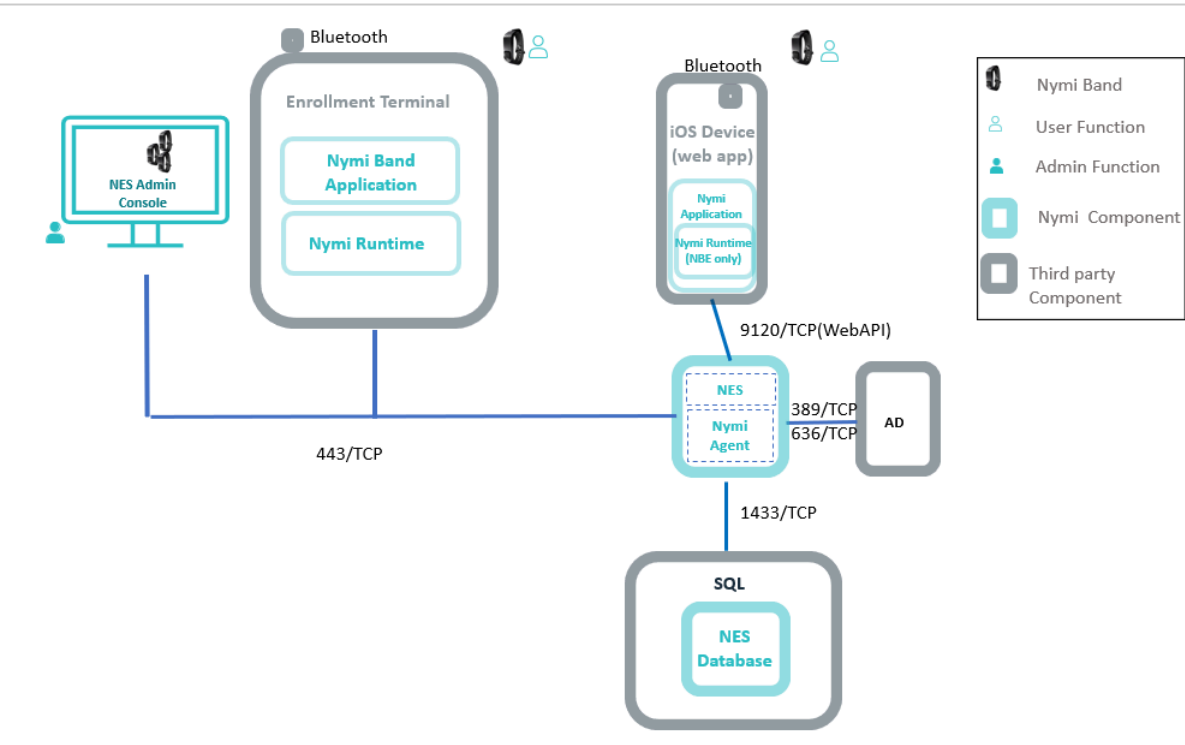 Bluetooth
Enrollment Terminal
Nymi Band
Application
Nymi Runtime
NES Admin
Console
Bluetooth
iOS Device
(web app)
Nymi
Application
Nymi Runtime
(NBE only)
9120/TCP(WebAPI)
NES
Nymi
Agent
389/TCP
636/TCP
AD
443/TCP
1433/TCP
SQL
NES
Database
Nymi Band
User Function
Admin Function
Nymi Component
Third party
Component